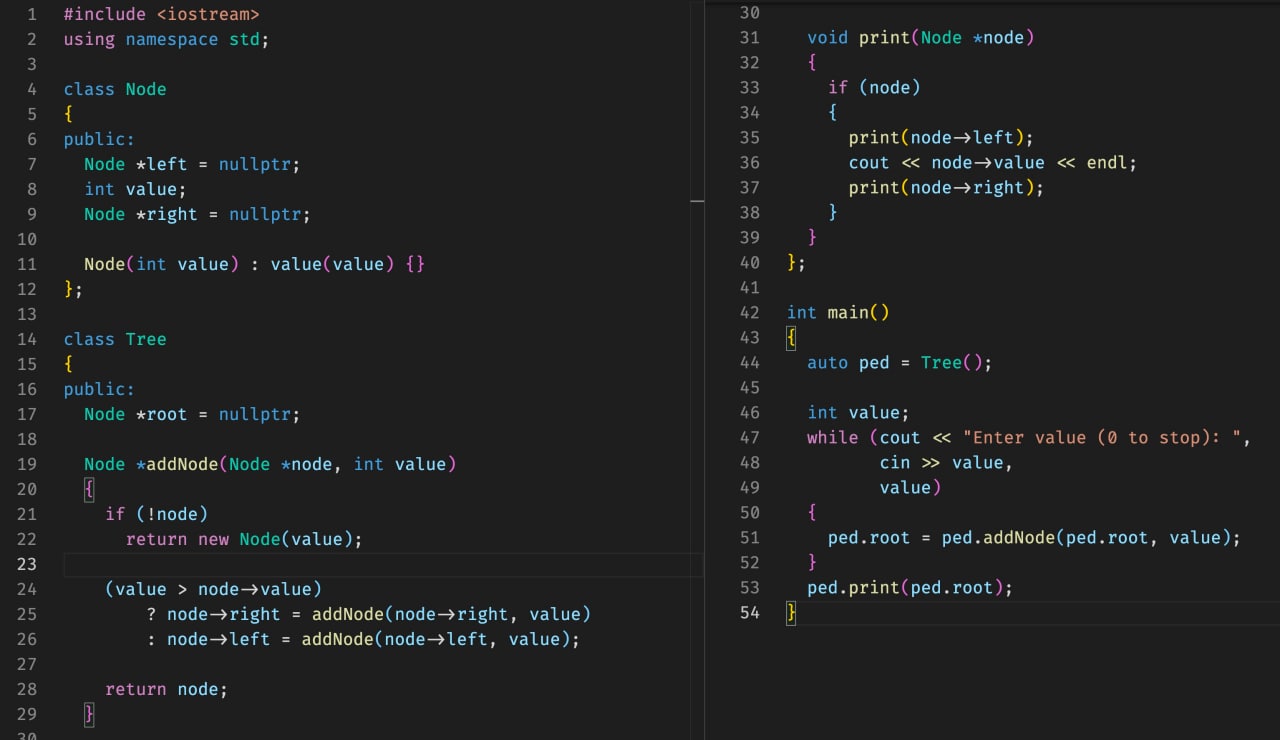 1 #include <iostream>
2 using namespace std;
3
4 class Node
5 {
6 public:
7   Node *left = nullptr;
8   int value;
9   Node *right = nullptr;
10
11   Node(int value) : value(value) {}
12 };
13
14 class Tree
15 {
16 public:
17   Node *root = nullptr;
18
19   Node *addNode(Node *node, int value)
20   {
21     if (!node)
22       return new Node(value);
23
24     (value > node->value)
25         ? node->right = addNode(node->right, value)
26         : node->left = addNode(node->left, value);
27
28     return node;
29   }
30
30
31   void print(Node *node)
32   {
33     if (node)
34     {
35       print(node->left);
36       cout << node->value << endl;
37       print(node->right);
38     }
39   }
40 };
41
42 int main()
43 {
44   auto ped = Tree();
45
46   int value;
47   while (cout << "Enter value (0 to stop): ",
48          cin >> value,
49          value)
50   {
51     ped.root = ped.addNode(ped.root, value);
52   }
53   ped.print(ped.root);
54 }